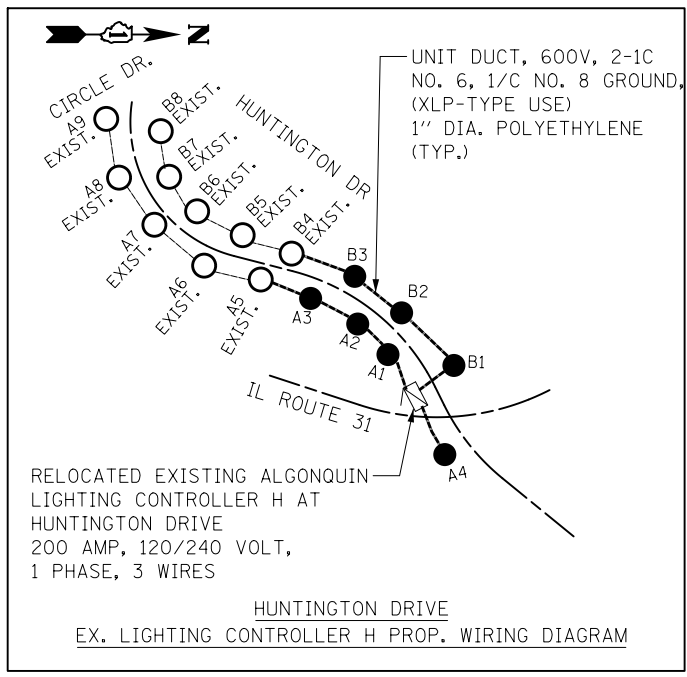 N
CIRCLE DR.
HUNTINGTON DR
UNIT DUCT, 600V, 2-1C
NO. 6, 1/C NO. 8 GROUND,
(XLP-TYPE USE)
1" DIA. POLYETHYLENE
(TYP.)
A9
EXIST.
B8
EXIST.
A8
EXIST.
B7
EXIST.
A7
EXIST.
B6
EXIST.
A6
EXIST.
B5
EXIST.
A5
EXIST.
B4
EXIST.
B3
B2
B1
A3
A2
A1
A4
IL ROUTE 31
RELOCATED EXISTING ALGONQUIN
LIGHTING CONTROLLER H AT
HUNTINGTON DRIVE
200 AMP, 120/240 VOLT,
1 PHASE, 3 WIRES
HUNTINGTON DRIVE
EX. LIGHTING CONTROLLER H PROP. WIRING DIAGRAM